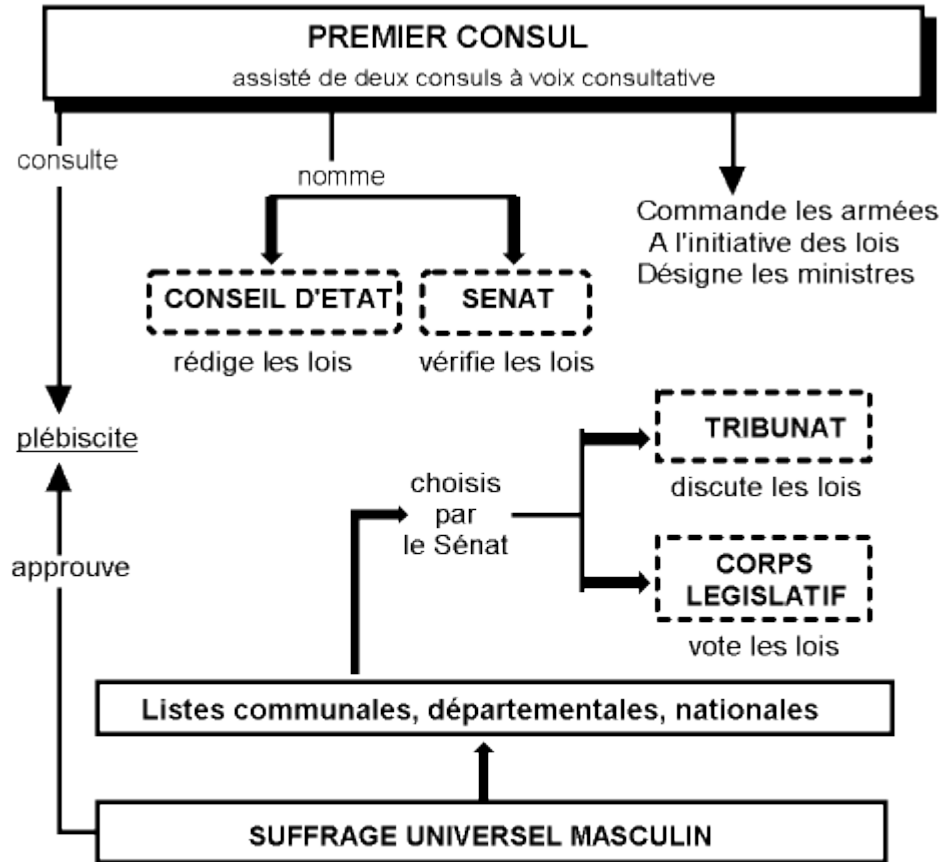 PREMIER CONSUL
assisté de deux consuls à voix consultative
consulte
nomme
Commande les armées
A l'initiative des lois
Désigne les ministres
CONSEIL D'ETAT
SENAT
rédige les lois
vérifie les lois
plébiscite
TRIBUNAT
discute les lois
choisis
par
le Sénat
approuve
CORPS
LEGISLATIF
vote les lois
Listes communales, départementales, nationales
SUFFRAGE UNIVERSEL MASCULIN